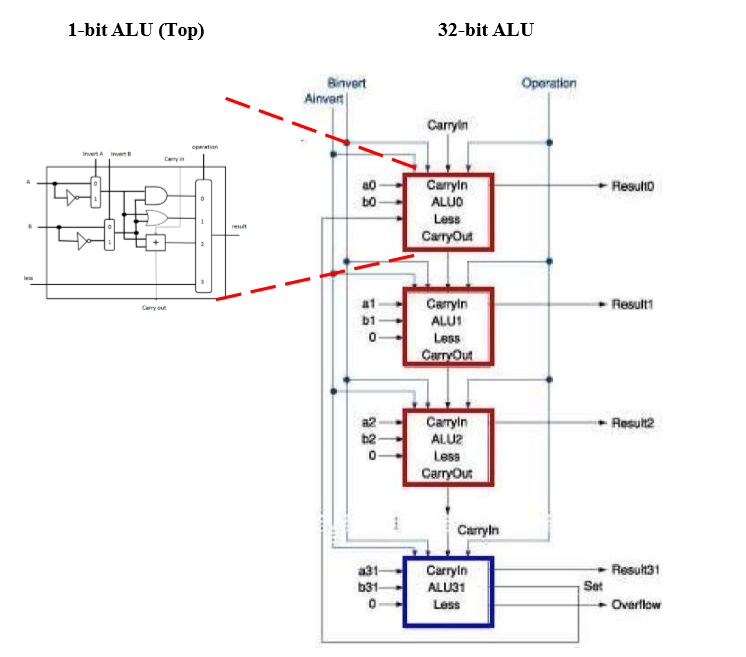 1-bit ALU (Top)
32-bit ALU
Binvert
Operation
Ainvert
CarryIn
operation
Invert A
Invert B
Carry in
A
0
1
0
1
B
0
1
+
2
result
less
3
Carry out
a0
CarryIn
Result0
b0
ALU0
Less
CarryOut
a1
CarryIn
Result1
b1
ALU1
0
Less
CarryOut
a2
CarryIn
Result2
b2
ALU2
0
Less
CarryOut
CarryIn
a31
CarryIn
Result31
b31
ALU31
Set
0
Less
Overflow